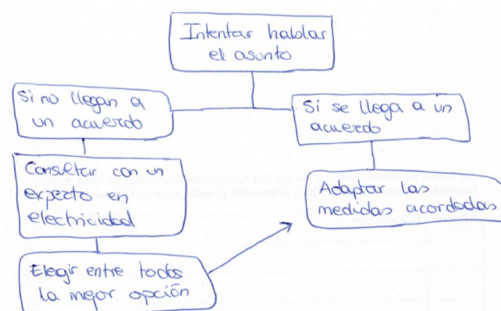 Intentar hablar
el asunto
Si no llegan a
un acuerdo
Si se llega a un
acuerdo
Consultar con un
experto en
electricidad
Adaptar las
medidas acordadas
Elegir entre todos
la mejor opción